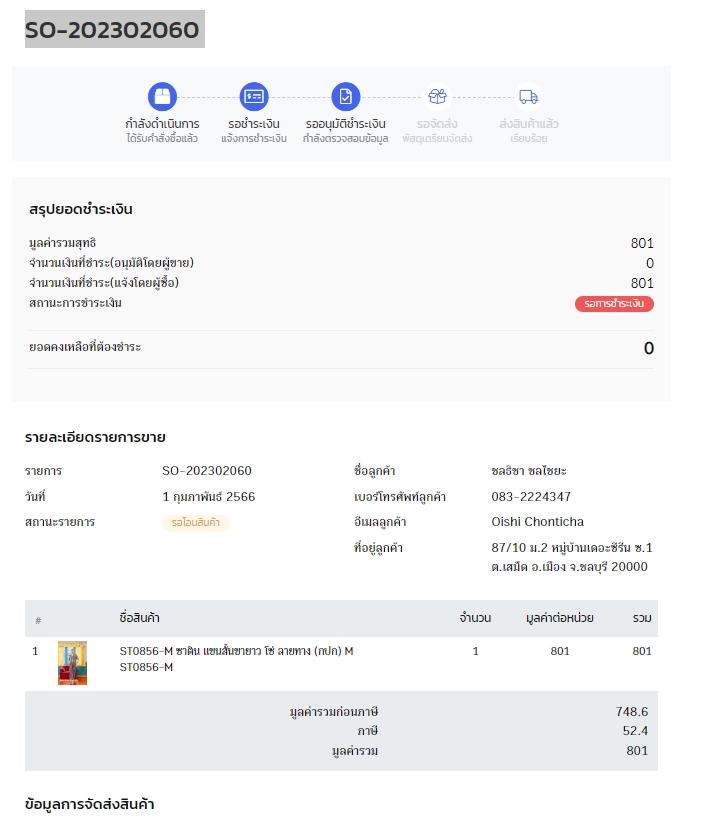 SO-202302060
กำลังดำเนินการ
ได้รับคำสั่งซื้อแล้ว
รอชำระเงิน
แจ้งการชำระเงิน
รออนุมัติชำระเงิน
กำลังตรวจสอบข้อมูล
รอจัดส่ง
พัสดุเตรียมจัดส่ง
ส่งสินค้าแล้ว
เรียบร้อย
สรุปยอดชำระเงิน
มูลค่ารวมสุทธิ 801
จำนวนเงินที่ชำระ(อนุมัติโดยผู้ขาย) 0
จำนวนเงินที่ชำระ(แจ้งโดยผู้ซื้อ) 801
สถานะการชำระเงิน รอการชำระเงิน
ยอดคงเหลือที่ต้องชำระ 0
รายละเอียดรายการขาย
รายการ SO-202302060
วันที่ 1 กุมภาพันธ์ 2566
สถานะรายการ รอโอนสินค้า
ชื่อลูกค้า ชลธิชา ชลไชยะ
เบอร์โทรศัพท์ลูกค้า 083-2224347
อีเมลลูกค้า Oishi Chonticha
ที่อยู่ลูกค้า 87/10 ม.2 หมู่บ้านเดอะซีรีน ซ.1
ต.เสม็ด อ.เมือง จ.ชลบุรี 20000
# ชื่อสินค้า จำนวน มูลค่าต่อหน่วย รวม
1 ST0856-M ซาติน แขนสั้นขายาว โซ่ ลายทาง (กปก) M 1 801 801
ST0856-M
มูลค่ารวมก่อนภาษี 748.6
ภาษี 52.4
มูลค่ารวม 801
ข้อมูลการจัดส่งสินค้า